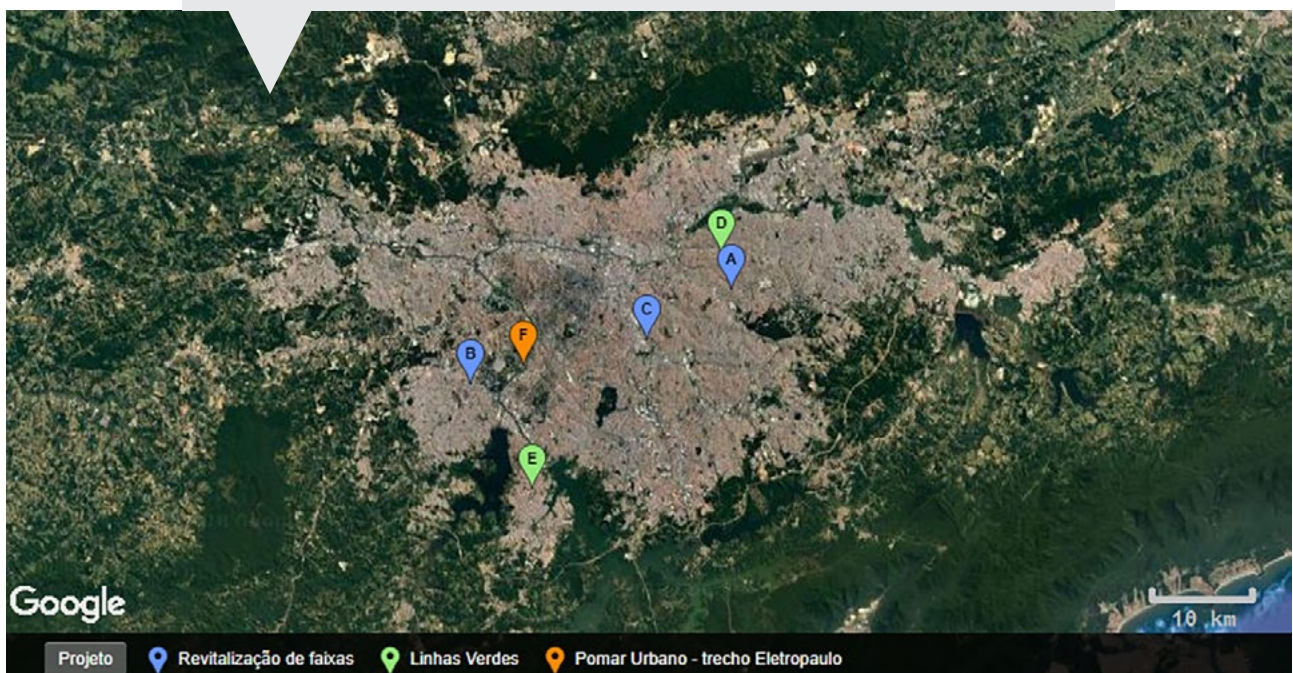 D
A
C
F
B
E
Google
10 km
Projeto
Revitalização de faixas
Linhas Verdes
Pomar Urbano - trecho Eletropaulo